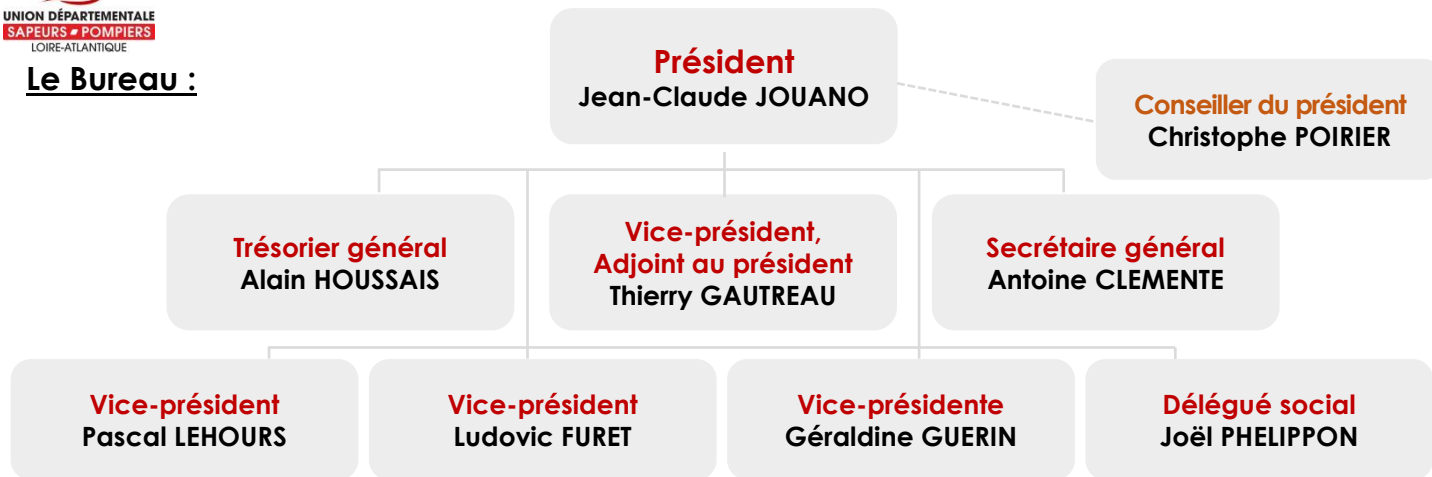 UNION DÉPARTEMENTALE
SAPEURS POMPIERS
LOIRE-ATLANTIQUE
Le Bureau :
Président
Jean-Claude JOUANO
Conseiller du président
Christophe POIRIER
Trésorier général
Alain HOUSSAIS
Vice-président,
Adjoint au président
Thierry GAUTREAU
Secrétaire général
Antoine CLEMENTE
Vice-président
Pascal LEHOURS
Vice-président
Ludovic FURET
Vice-présidente
Géraldine GUERIN
Délégué social
Joël PHELIPPON